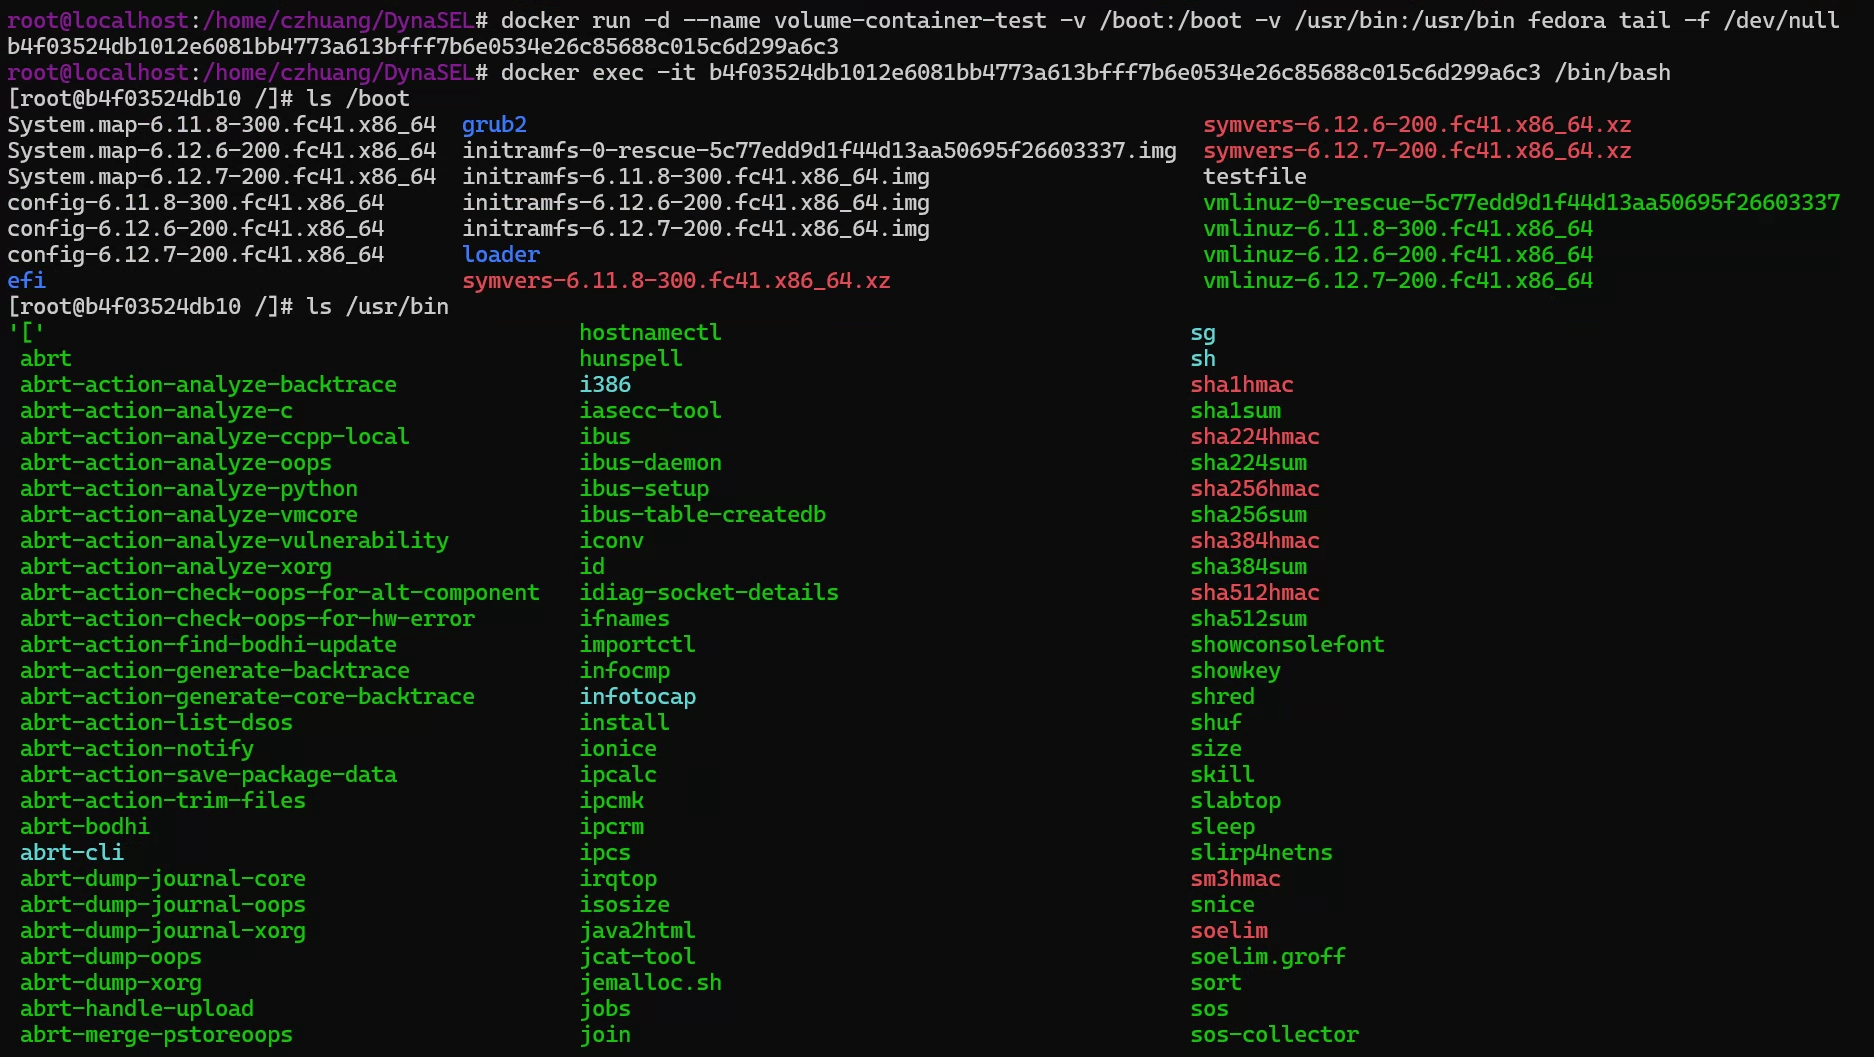 root@localhost:/home/czhuang/DynaSEL# docker run -d --name volume-container-test -v /boot:/boot -v /usr/bin:/usr/bin fedora tail -f /dev/null
b4f03524db1012e6081bb4773a613bfff7b6e0534e26c85688c015c6d299a6c3
root@localhost:/home/czhuang/DynaSEL# docker exec -it b4f03524db1012e6081bb4773a613bfff7b6e0534e26c85688c015c6d299a6c3 /bin/bash
[root@b4f03524db10 /]# ls /boot
System.map-6.11.8-300.fc41.x86_64  grub2  symvers-6.12.6-200.fc41.x86_64.xz
System.map-6.12.6-200.fc41.x86_64  initramfs-0-rescue-5c77edd9d1f44d13aa50695f26603337.img  symvers-6.12.7-200.fc41.x86_64.xz
System.map-6.12.7-200.fc41.x86_64  initramfs-6.11.8-300.fc41.x86_64.img  testfile
config-6.11.8-300.fc41.x86_64  initramfs-6.12.6-200.fc41.x86_64.img  vmlinuz-0-rescue-5c77edd9d1f44d13aa50695f26603337
config-6.12.6-200.fc41.x86_64  initramfs-6.12.7-200.fc41.x86_64.img  vmlinuz-6.11.8-300.fc41.x86_64
config-6.12.7-200.fc41.x86_64  loader  vmlinuz-6.12.6-200.fc41.x86_64
efi  symvers-6.11.8-300.fc41.x86_64.xz  vmlinuz-6.12.7-200.fc41.x86_64
[root@b4f03524db10 /]# ls /usr/bin
'['  hostnamectl  sg
abrt  hunspell  sh
abrt-action-analyze-backtrace  i386  sha1hmac
abrt-action-analyze-c  iasecc-tool  sha1sum
abrt-action-analyze-ccpp-local  ibus  sha224hmac
abrt-action-analyze-oops  ibus-daemon  sha224sum
abrt-action-analyze-python  ibus-setup  sha256hmac
abrt-action-analyze-vmcore  ibus-table-createdb  sha256sum
abrt-action-analyze-vulnerability  iconv  sha384hmac
abrt-action-analyze-xorg  id  sha384sum
abrt-action-check-oops-for-alt-component  idiag-socket-details  sha512hmac
abrt-action-check-oops-for-hw-error  ifnames  sha512sum
abrt-action-find-bodhi-update  importctl  showconsolefont
abrt-action-generate-backtrace  infocmp  showkey
abrt-action-generate-core-backtrace  infotocap  shred
abrt-action-list-dsos  install  shuf
abrt-action-notify  ionice  size
abrt-action-save-package-data  ipcalc  skill
abrt-action-trim-files  ipcmk  slabtop
abrt-bodhi  ipcrm  sleep
abrt-cli  ipcs  slirp4netns
abrt-dump-journal-core  irqtop  sm3hmac
abrt-dump-journal-oops  isosize  snice
abrt-dump-journal-xorg  java2html  soelim
abrt-dump-oops  jcat-tool  soelim.groff
abrt-dump-xorg  jemalloc.sh  sort
abrt-handle-upload  jobs  sos
abrt-merge-pstoreoops  join  sos-collector